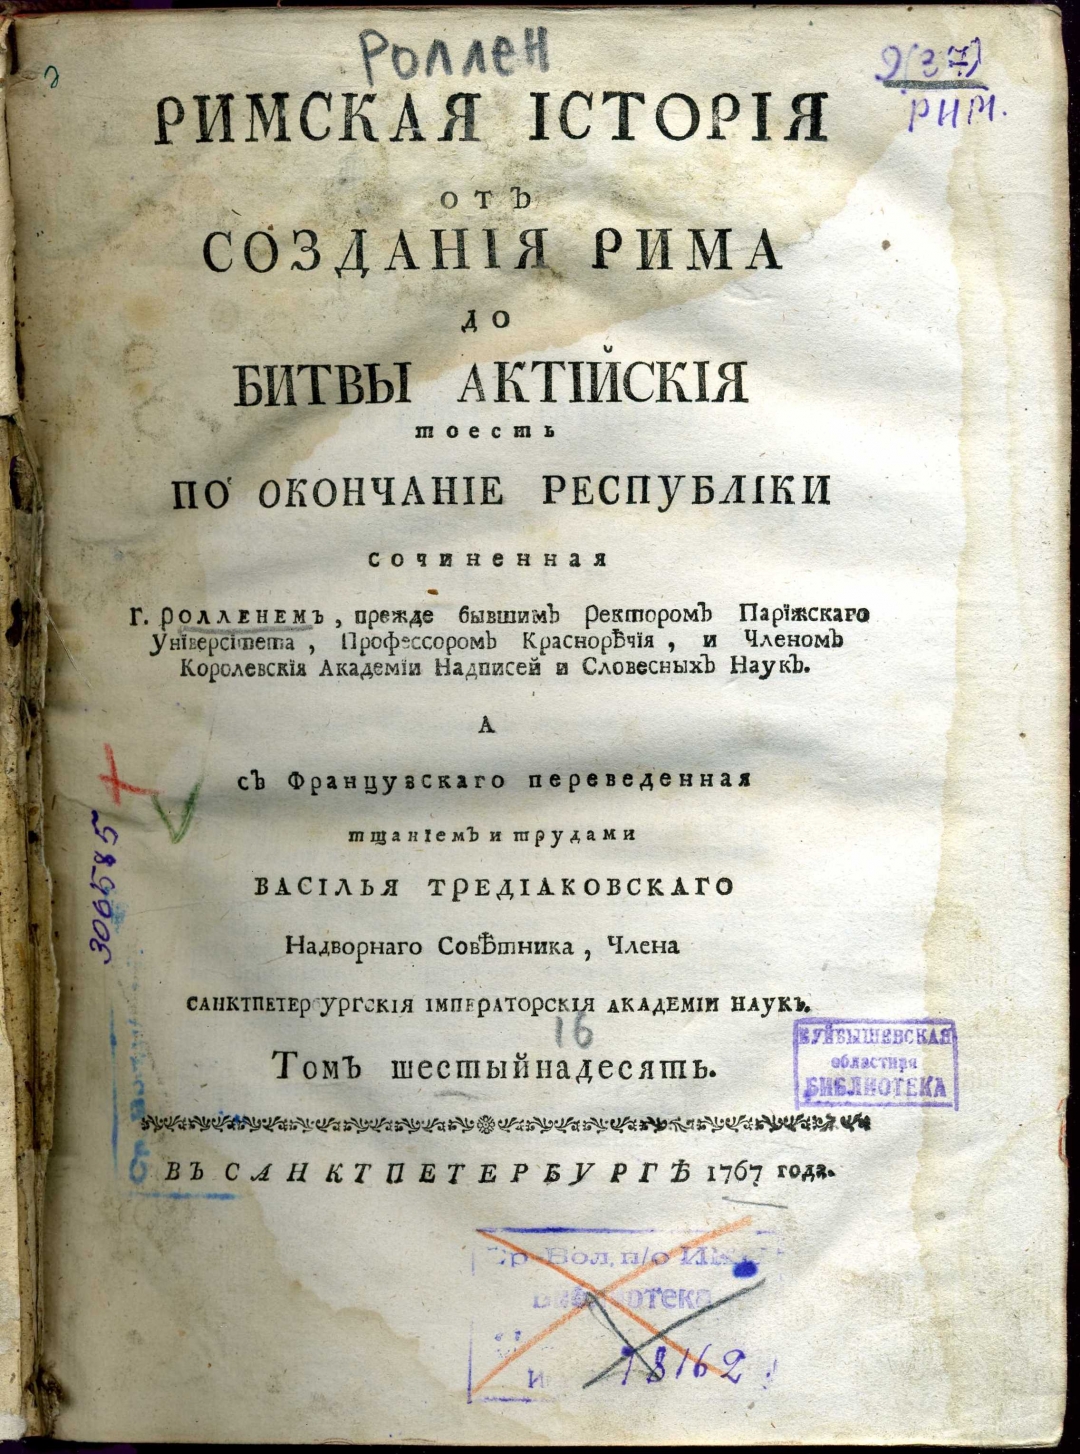 Роллен
9(37)
РИМ.
РИМСКАЯ ІСТОРІЯ
отъ
СОЗДАНІЯ РИМА
до
БИТВЫ АКТІЙСКІЯ
тоесть
ПО ОКОНЧАНІЕ РЕСПУБЛІКИ
сочиненная
Г. РОЛЛЕНЕМЪ, прежде бывшимъ Ректоромъ Паріжскаго
Універсітета, Профессоромъ Краснорѣчія, и Членомъ
Королевскія Академіи Надписей и Словесныхъ Наукъ.
А
съ Французскаго переведенная
тщаніемъ и трудами
ВАСІЛЬЯ ТРЕДІАКОВСКАГО
Надворнаго Совѣтника, Члена
САНКТПЕТЕРБУРГСКІЯ ІМПЕРАТОРСКІЯ АКАДЕМІИ НАУКЪ.
16
Томъ шестыйнадесять.
306585
КУЙБЫШЕВСКАЯ
областная
БИБЛИОТЕКА
ВЪ САНКТПЕТЕРБУРГѢ 1767 года.
Ср-Вол. п/о
Библиотека
18162